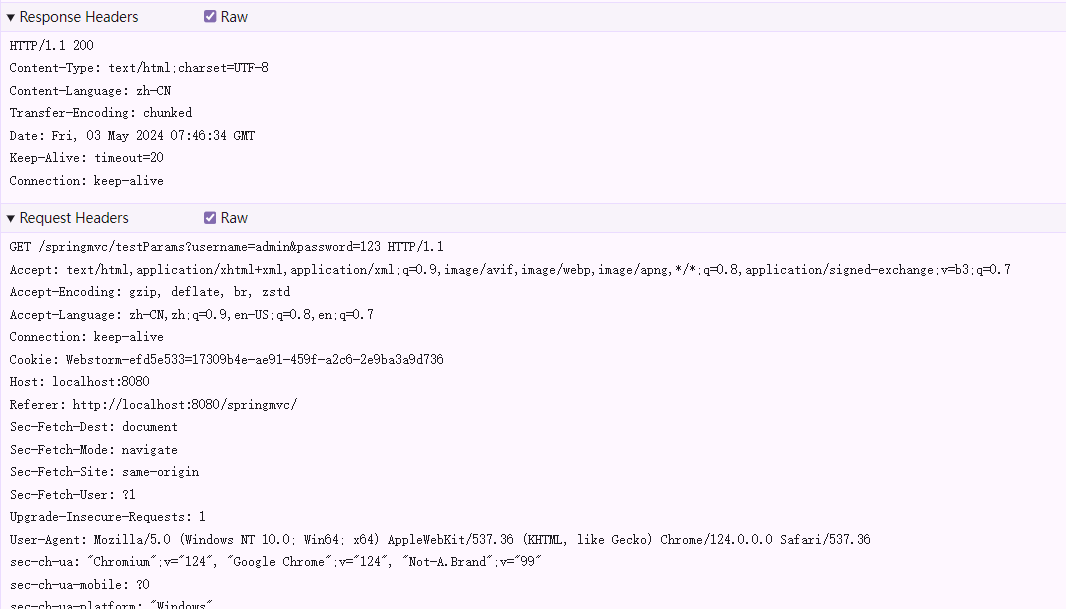 Response Headers Raw
HTTP/1.1 200
Content-Type: text/html;charset=UTF-8
Content-Language: zh-CN
Transfer-Encoding: chunked
Date: Fri, 03 May 2024 07:46:34 GMT
Keep-Alive: timeout=20
Connection: keep-alive
Request Headers Raw
GET /springmvc/testParams?username=admin&password=123 HTTP/1.1
Accept: text/html,application/xhtml+xml,application/xml;q=0.9,image/avif,image/webp,image/apng,*/*;q=0.8,application/signed-exchange;v=b3;q=0.7
Accept-Encoding: gzip, deflate, br, zstd
Accept-Language: zh-CN,zh;q=0.9,en-US;q=0.8,en;q=0.7
Connection: keep-alive
Cookie: Webstorm-efd5e533=17309b4e-ae91-459f-a2c6-2e9ba3a9d736
Host: localhost:8080
Referer: http://localhost:8080/springmvc/
Sec-Fetch-Dest: document
Sec-Fetch-Mode: navigate
Sec-Fetch-Site: same-origin
Sec-Fetch-User: ?1
Upgrade-Insecure-Requests: 1
User-Agent: Mozilla/5.0 (Windows NT 10.0; Win64; x64) AppleWebKit/537.36 (KHTML, like Gecko) Chrome/124.0.0.0 Safari/537.36
sec-ch-ua: "Chromium";v="124", "Google Chrome";v="124", "Not-A.Brand";v="99"
sec-ch-ua-mobile: ?0
sec-ch-ua-platform: "Windows"